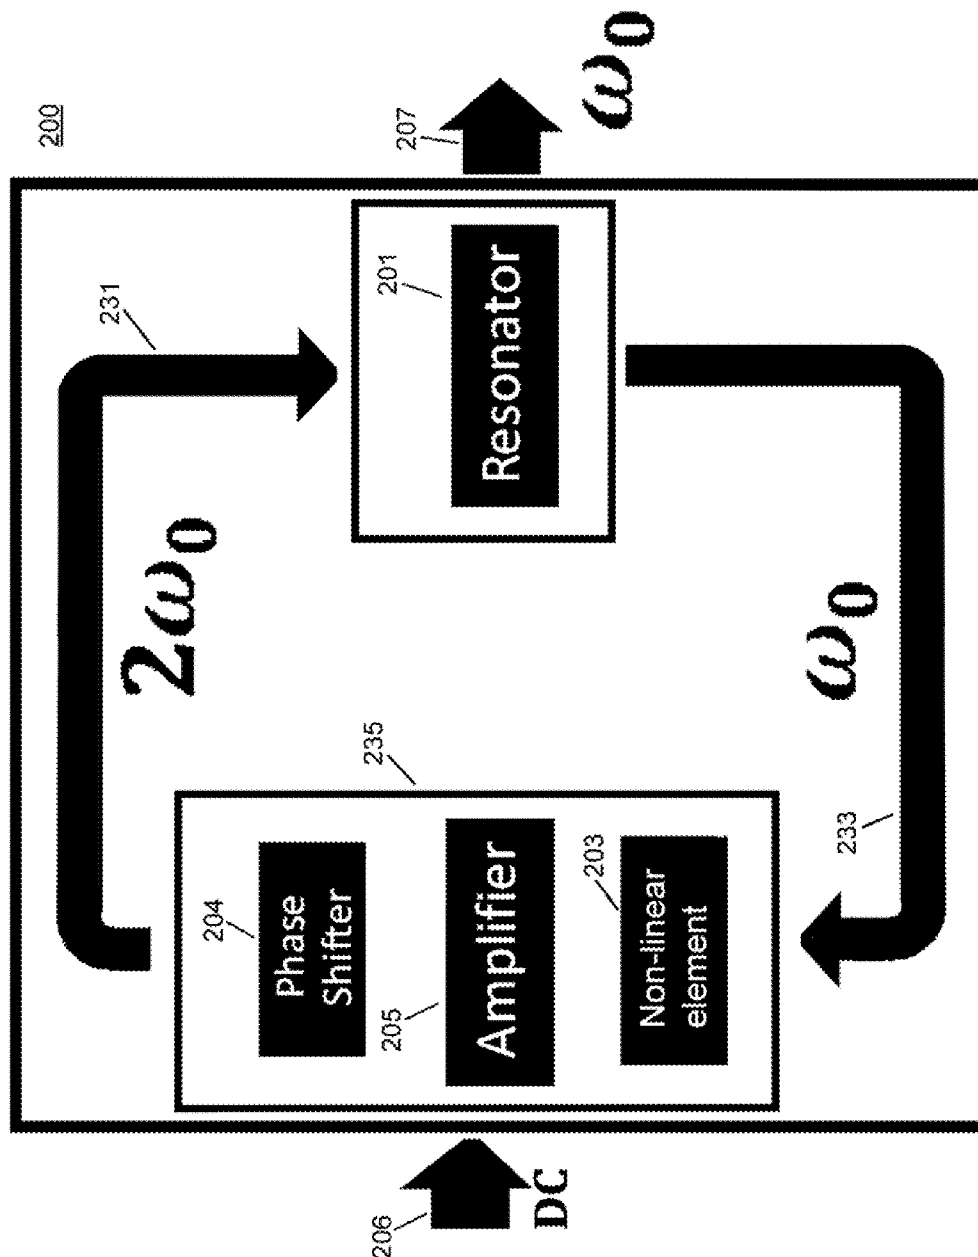 200
231
2ω₀
204
Phase
Shifter
235
206
205
201
207
Amplifier
Resonator
DC
203
ω₀
Non-linear
element
ω₀
233